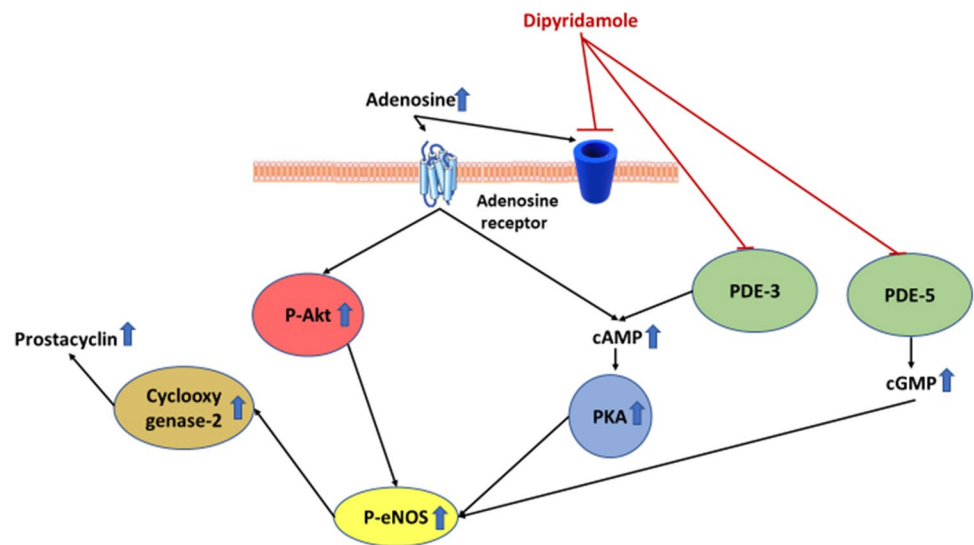 Dipyridamole
Adenosine
Adenosine
receptor
PDE-3
PDE-5
P-Akt
Prostacyclin
cAMP
cGMP
Cyclooxy
genase-2
PKA
P-eNOS